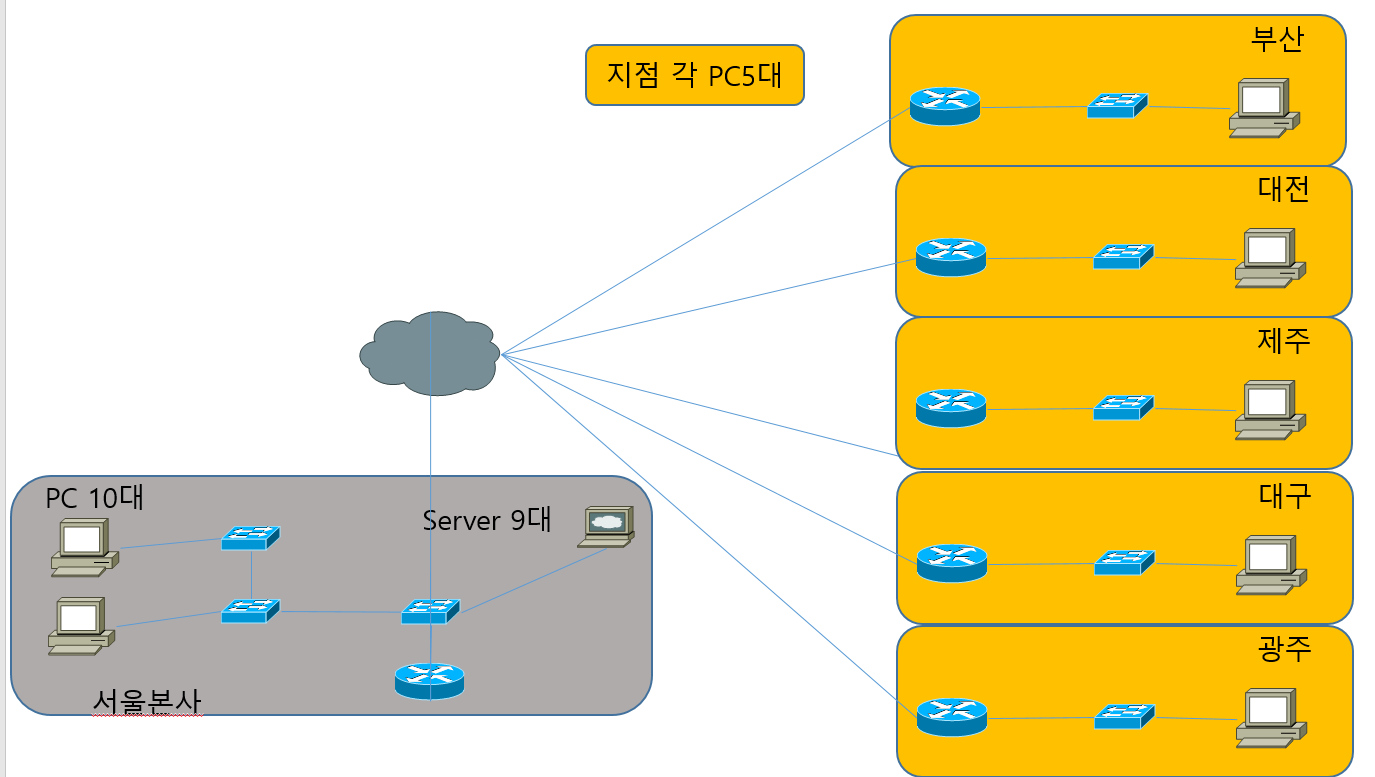 지점 각 PC5대
부산
대전
제주
대구
광주
PC 10대
Server 9대
서울본사